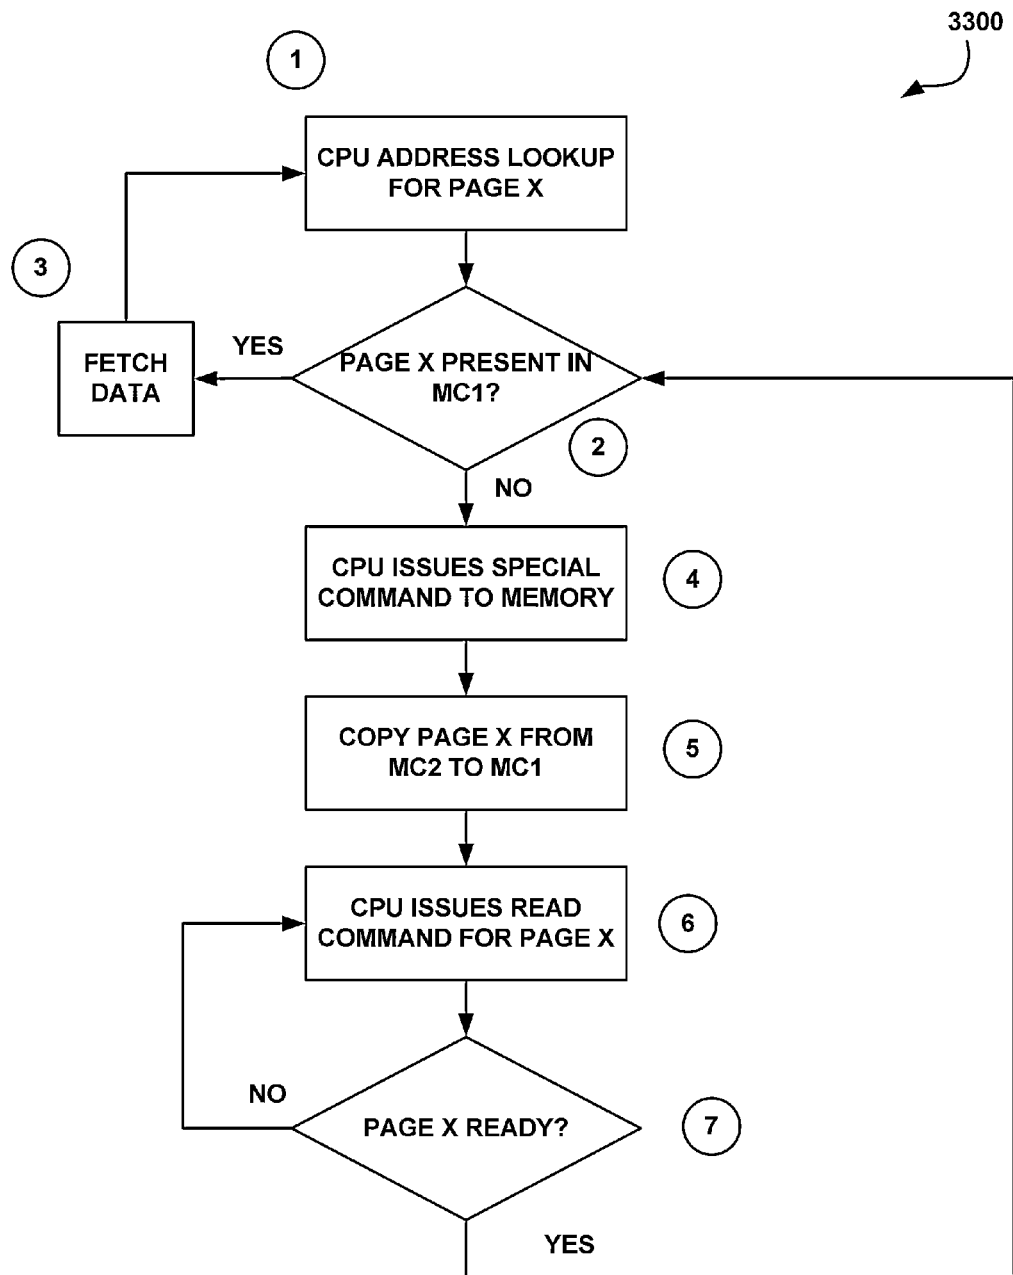 3300
1
CPU ADDRESS LOOKUP
FOR PAGE X
3
YES
FETCH
DATA
PAGE X PRESENT IN
MC1?
2
NO
CPU ISSUES SPECIAL
COMMAND TO MEMORY
4
COPY PAGE X FROM
MC2 TO MC1
5
CPU ISSUES READ
COMMAND FOR PAGE X
6
NO
PAGE X READY?
7
YES